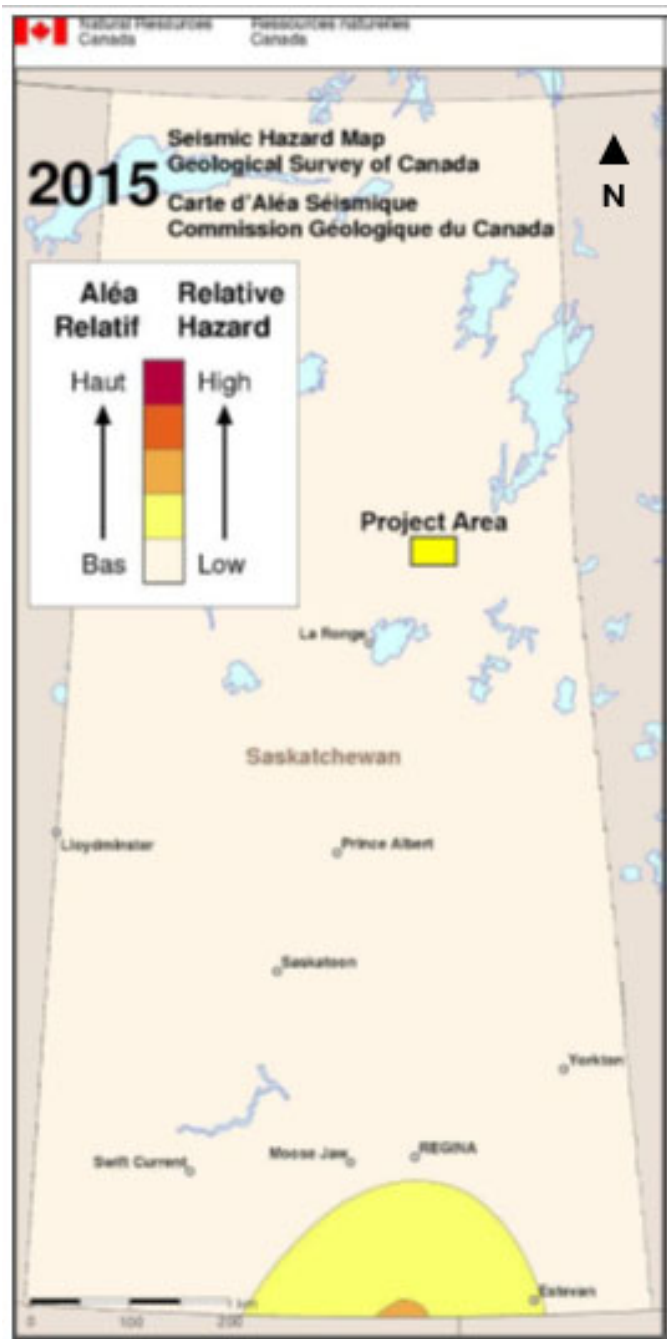 Natural Resources Ressources naturelles
Canada Canada
2015
Seismic Hazard Map
Geological Survey of Canada
Carte d'Aléa Séismique
Commission Géologique du Canada
N
Aléa Relative
Relatif Hazard
Haut High
Bas Low
Project Area
La Ronge
Saskatchewan
Lloydminster
Prince Albert
Saskatoon
Yorkton
Swift Current
Moose Jaw
REGINA
Estevan
0 100 200